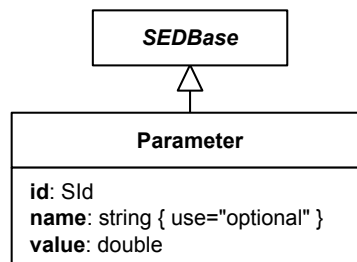 SEDBase
Parameter
id: SId
name: string { use="optional" }
value: double